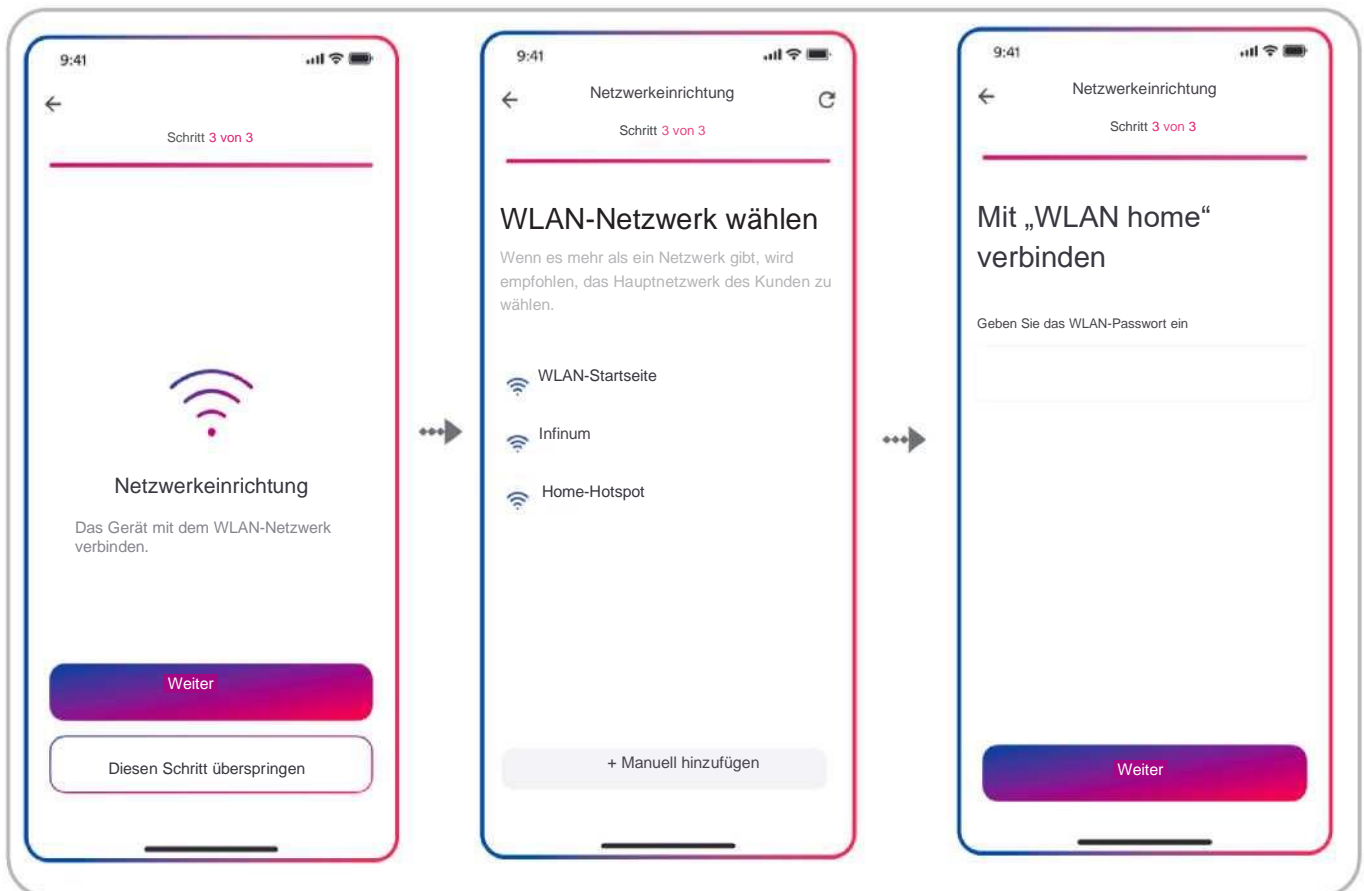 9:41
Schritt 3 von 3
Netzwerkeinrichtung
Das Gerät mit dem WLAN-Netzwerk
verbinden.
Weiter
Diesen Schritt überspringen
9:41
Netzwerkeinrichtung
Schritt 3 von 3
WLAN-Netzwerk wählen
Wenn es mehr als ein Netzwerk gibt, wird
empfohlen, das Hauptnetzwerk des Kunden zu
wählen.
WLAN-Startseite
Infinum
Home-Hotspot
+ Manuell hinzufügen
9:41
Netzwerkeinrichtung
Schritt 3 von 3
Mit „WLAN home“
verbinden
Geben Sie das WLAN-Passwort ein
Weiter